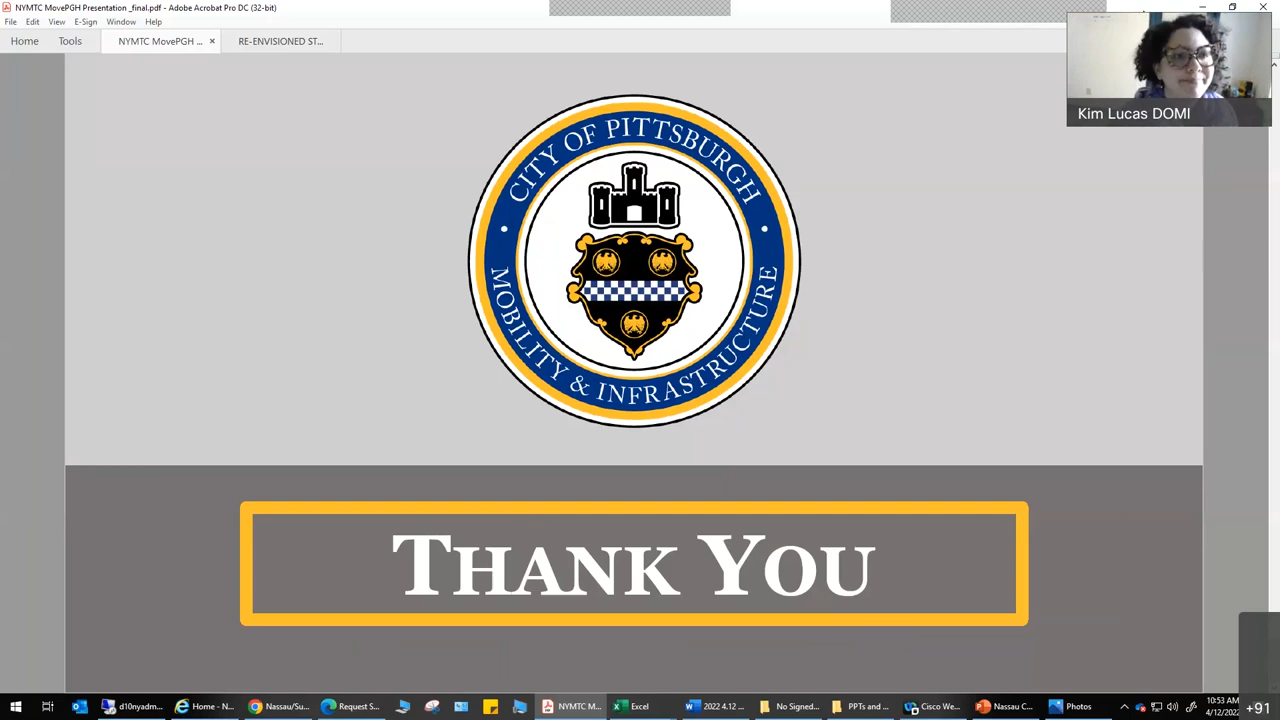 NYMTC MovePGH Presentation _final.pdf - Adobe Acrobat Pro DC (32-bit)
File Edit View E-Sign Window Help
Home Tools NYMTC MovePGH ... × RE-ENVISIONED ST...
Kim Lucas DOMI
CITY OF PITTSBURGH
MOBILITY & INFRASTRUCTURE
THANK YOU
d10nyadm... Home - N... Nassau/Su... Request S... NYMTC M... Excel 2022 4.12 ... No Signed... PPTs and ... Cisco We... Nassau C... Photos 10:53 AM
4/12/2022
+91